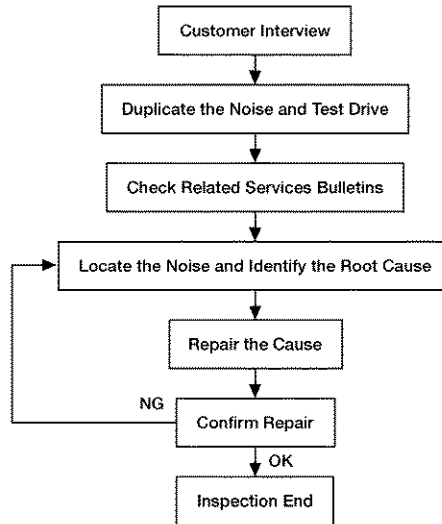 Customer Interview
Duplicate the Noise and Test Drive
Check Related Services Bulletins
Locate the Noise and Identify the Root Cause
Repair the Cause
NG
Confirm Repair
OK
Inspection End